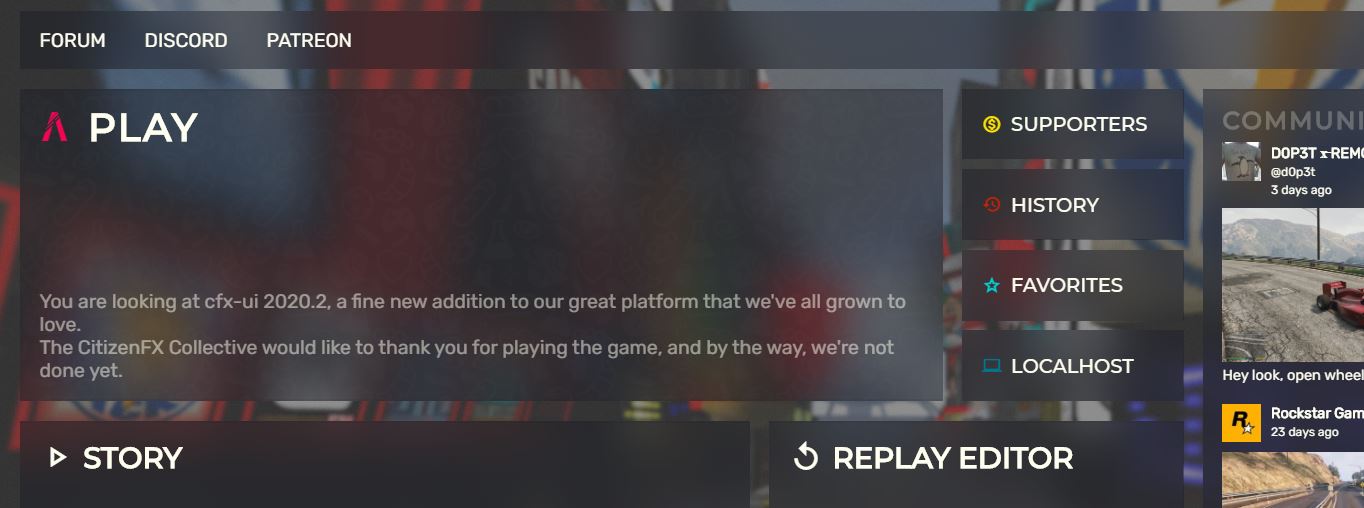 FORUM DISCORD PATREON
PLAY
You are looking at cfx-ui 2020.2, a fine new addition to our great platform that we've all grown to
love.
The CitizenFX Collective would like to thank you for playing the game, and by the way, we're not
done yet.
SUPPORTERS
HISTORY
FAVORITES
LOCALHOST
STORY
REPLAY EDITOR
COMMUNI
D0P3T x REMO
@d0p3t
3 days ago
Hey look, open wheel
Rockstar Gam
23 days ago